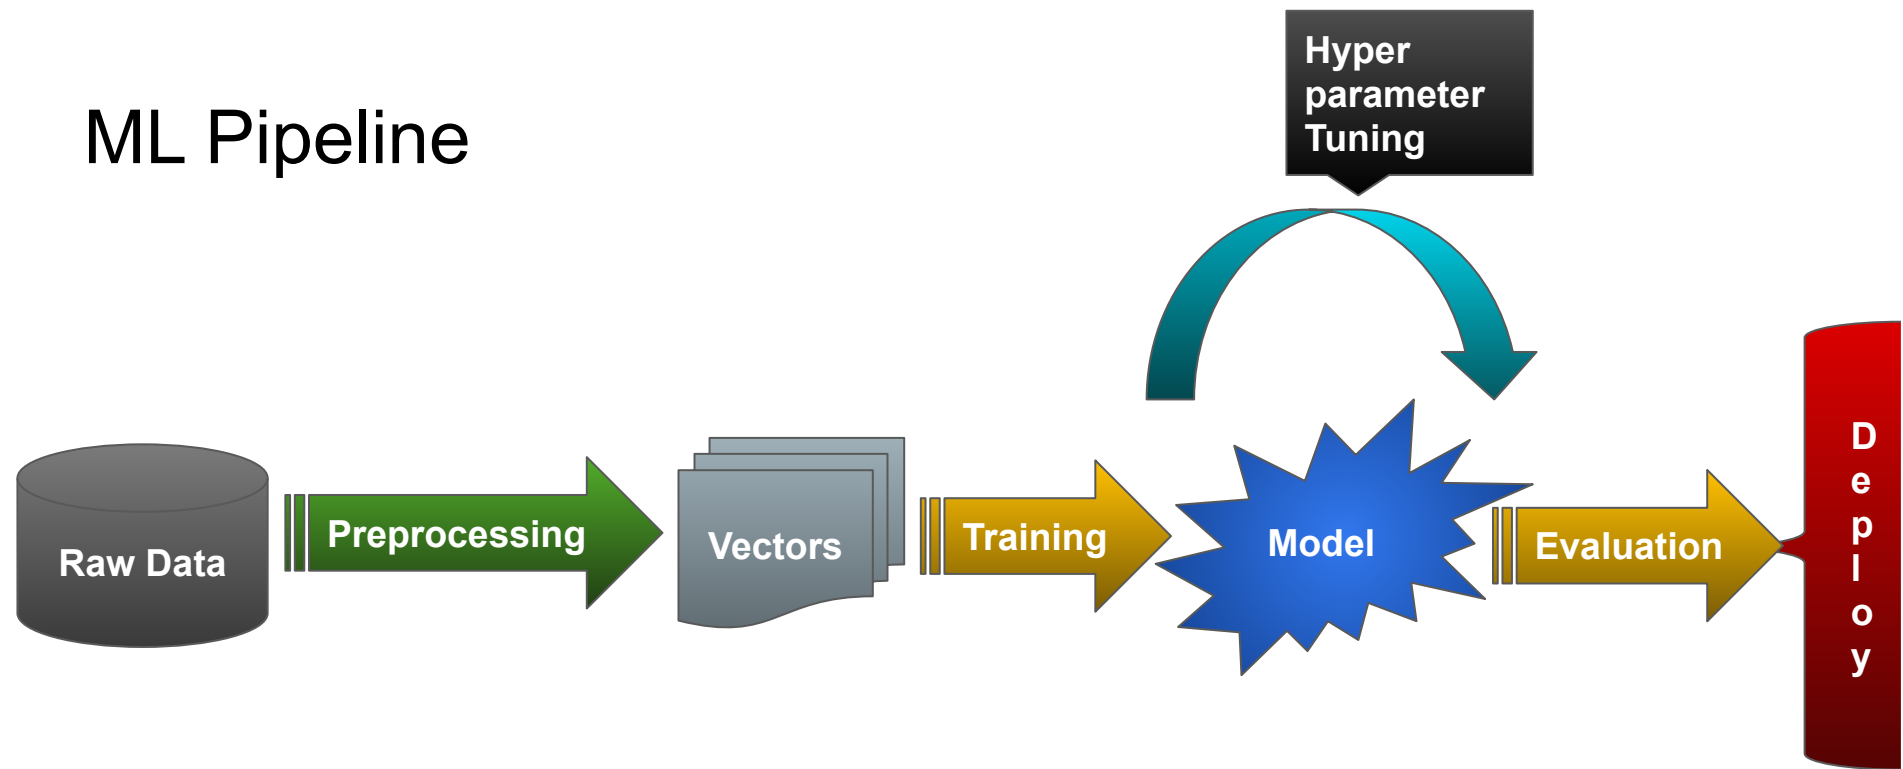 ML Pipeline
Hyper
parameter
Tuning
Raw Data
Preprocessing
Vectors
Training
Model
Evaluation
D
e
p
l
o
y